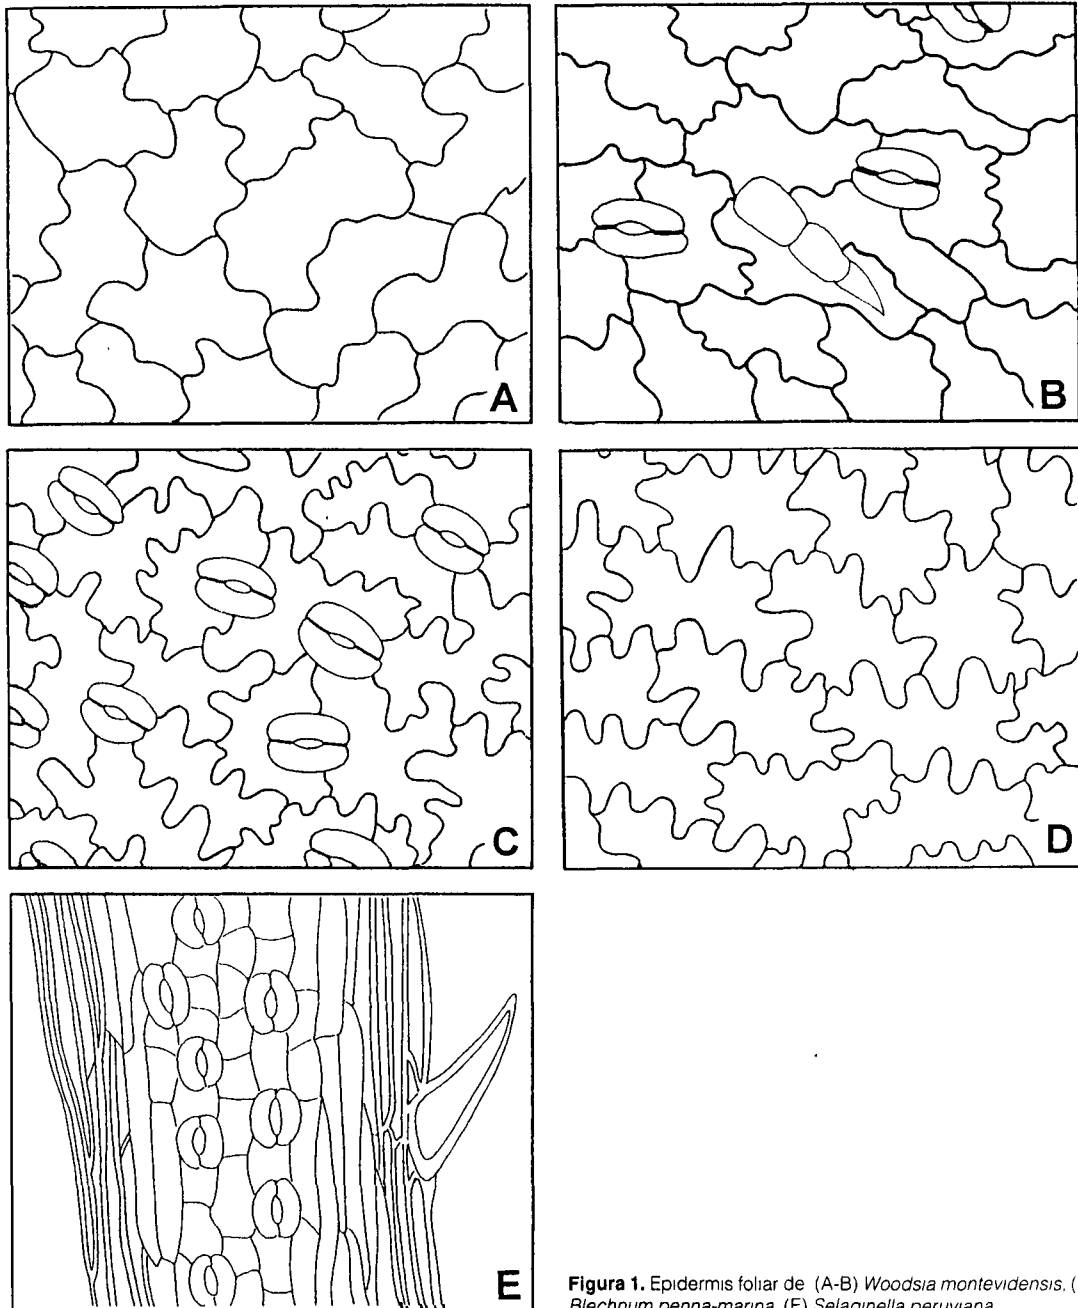 A
B
C
D
E
Figura 1. Epidermis foliar de (A-B) Woodsia montevidensis, (
Blechnum penna-marina, (E) Selaginella peruviana